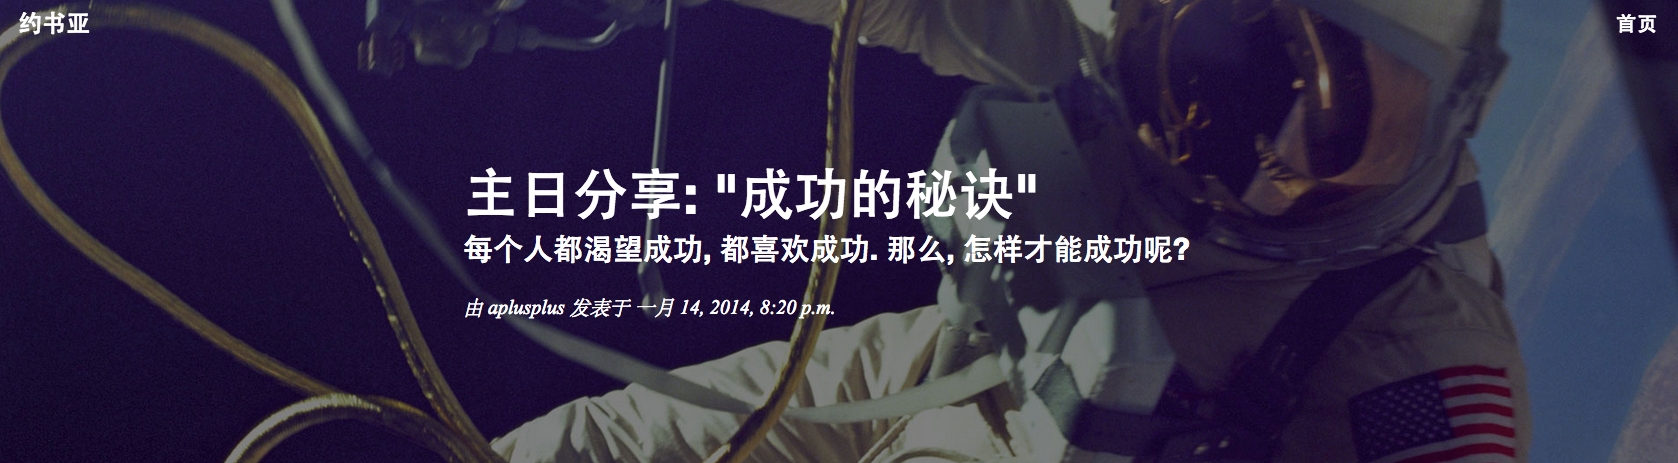 约书亚
首页
主日分享: "成功的秘诀"
每个人都渴望成功, 都喜欢成功. 那么, 怎样才能成功呢?
由 aplusplus 发表于 一月 14, 2014, 8:20 p.m.